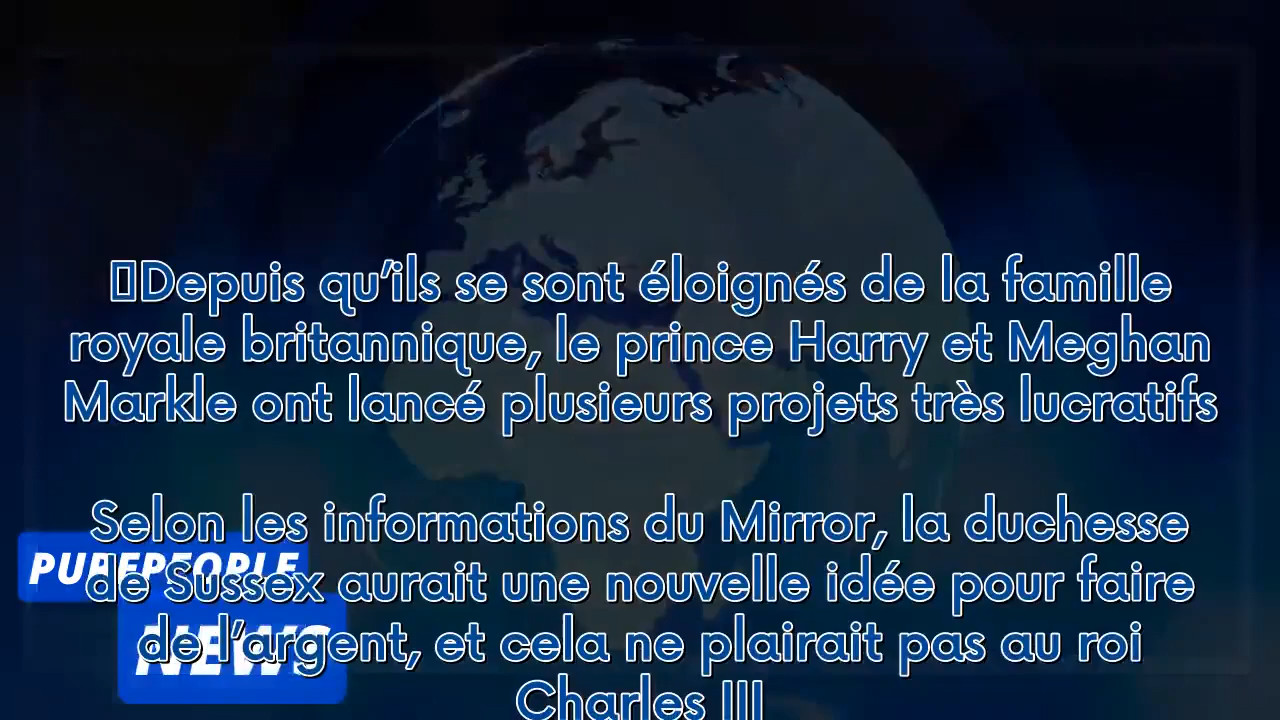 Depuis qu’ils se sont éloignés de la famille
royale britannique, le prince Harry et Meghan
Markle ont lancé plusieurs projets très lucratifs
Selon les informations du Mirror, la duchesse
PUREPEOPLE
de Sussex aurait une nouvelle idée pour faire
NEWS
de l’argent, et cela ne plairait pas au roi
Charles III